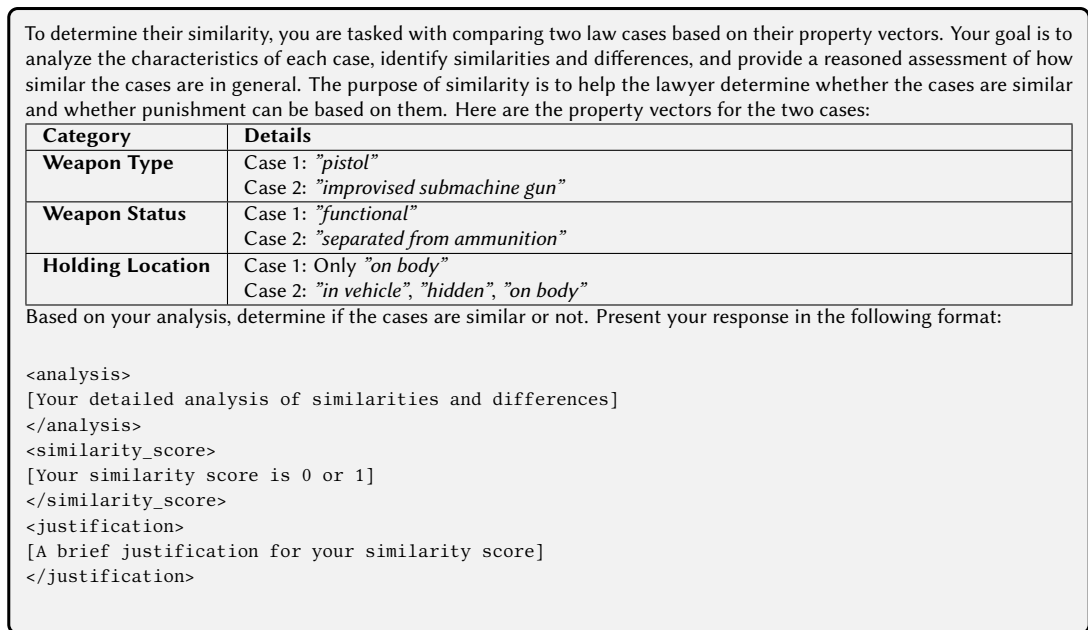 To determine their similarity, you are tasked with comparing two law cases based on their property vectors. Your goal is to
analyze the characteristics of each case, identify similarities and differences, and provide a reasoned assessment of how
similar the cases are in general. The purpose of similarity is to help the lawyer determine whether the cases are similar
and whether punishment can be based on them. Here are the property vectors for the two cases:
Category Details
Weapon Type Case 1: ”pistol”
Case 2: ”improvised submachine gun”
Weapon Status Case 1: ”functional”
Case 2: ”separated from ammunition”
Holding Location Case 1: Only ”on body”
Case 2: ”in vehicle”, ”hidden”, ”on body”
Based on your analysis, determine if the cases are similar or not. Present your response in the following format:
<analysis>
[Your detailed analysis of similarities and differences]
</analysis>
<similarity_score>
[Your similarity score is 0 or 1]
</similarity_score>
<justification>
[A brief justification for your similarity score]
</justification>